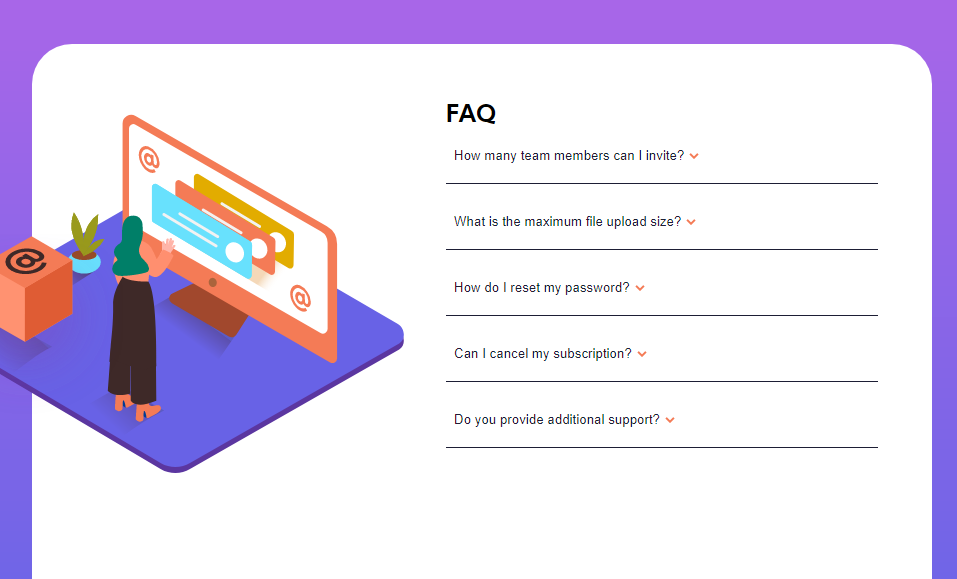 FAQ
How many team members can I invite?
What is the maximum file upload size?
How do I reset my password?
Can I cancel my subscription?
Do you provide additional support?
@
@
@